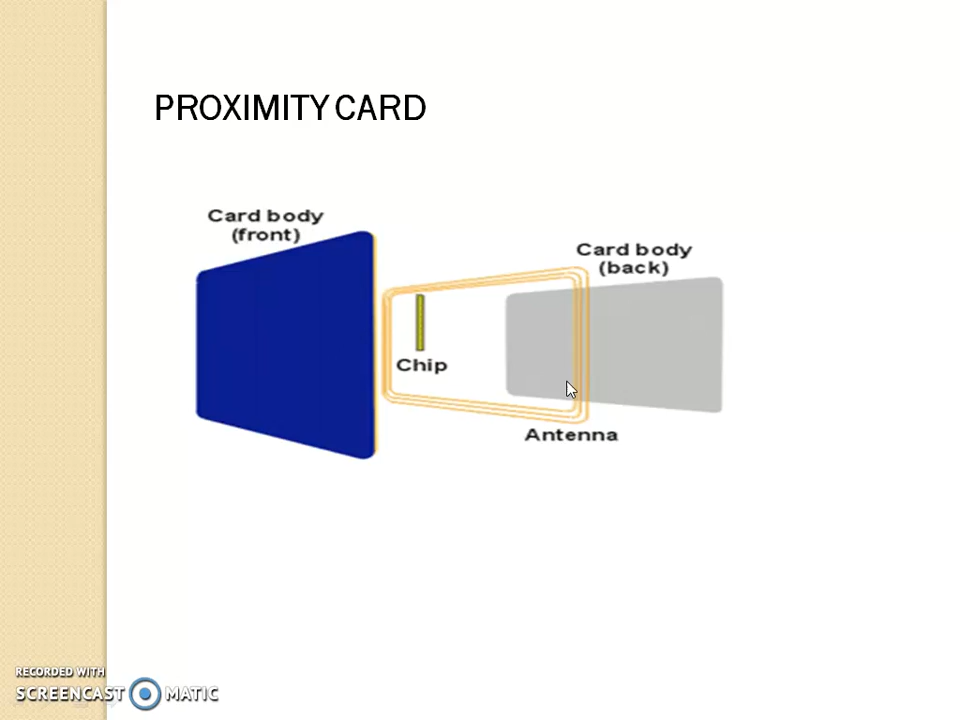 PROXIMITY CARD
Card body
(front)
Card body
(back)
Chip
Antenna
RECORDED WITH
SCREENCAST MATIC